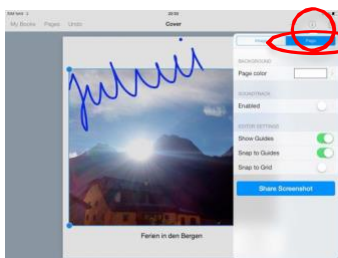 My Books Pages Undo Cover
BACKGROUND
Page color
SOUNDTRACK
Enabled
EDITOR SETTINGS
Show Guides
Snap to Guides
Snap to Grid
Share Screenshot
Ferien in den Bergen